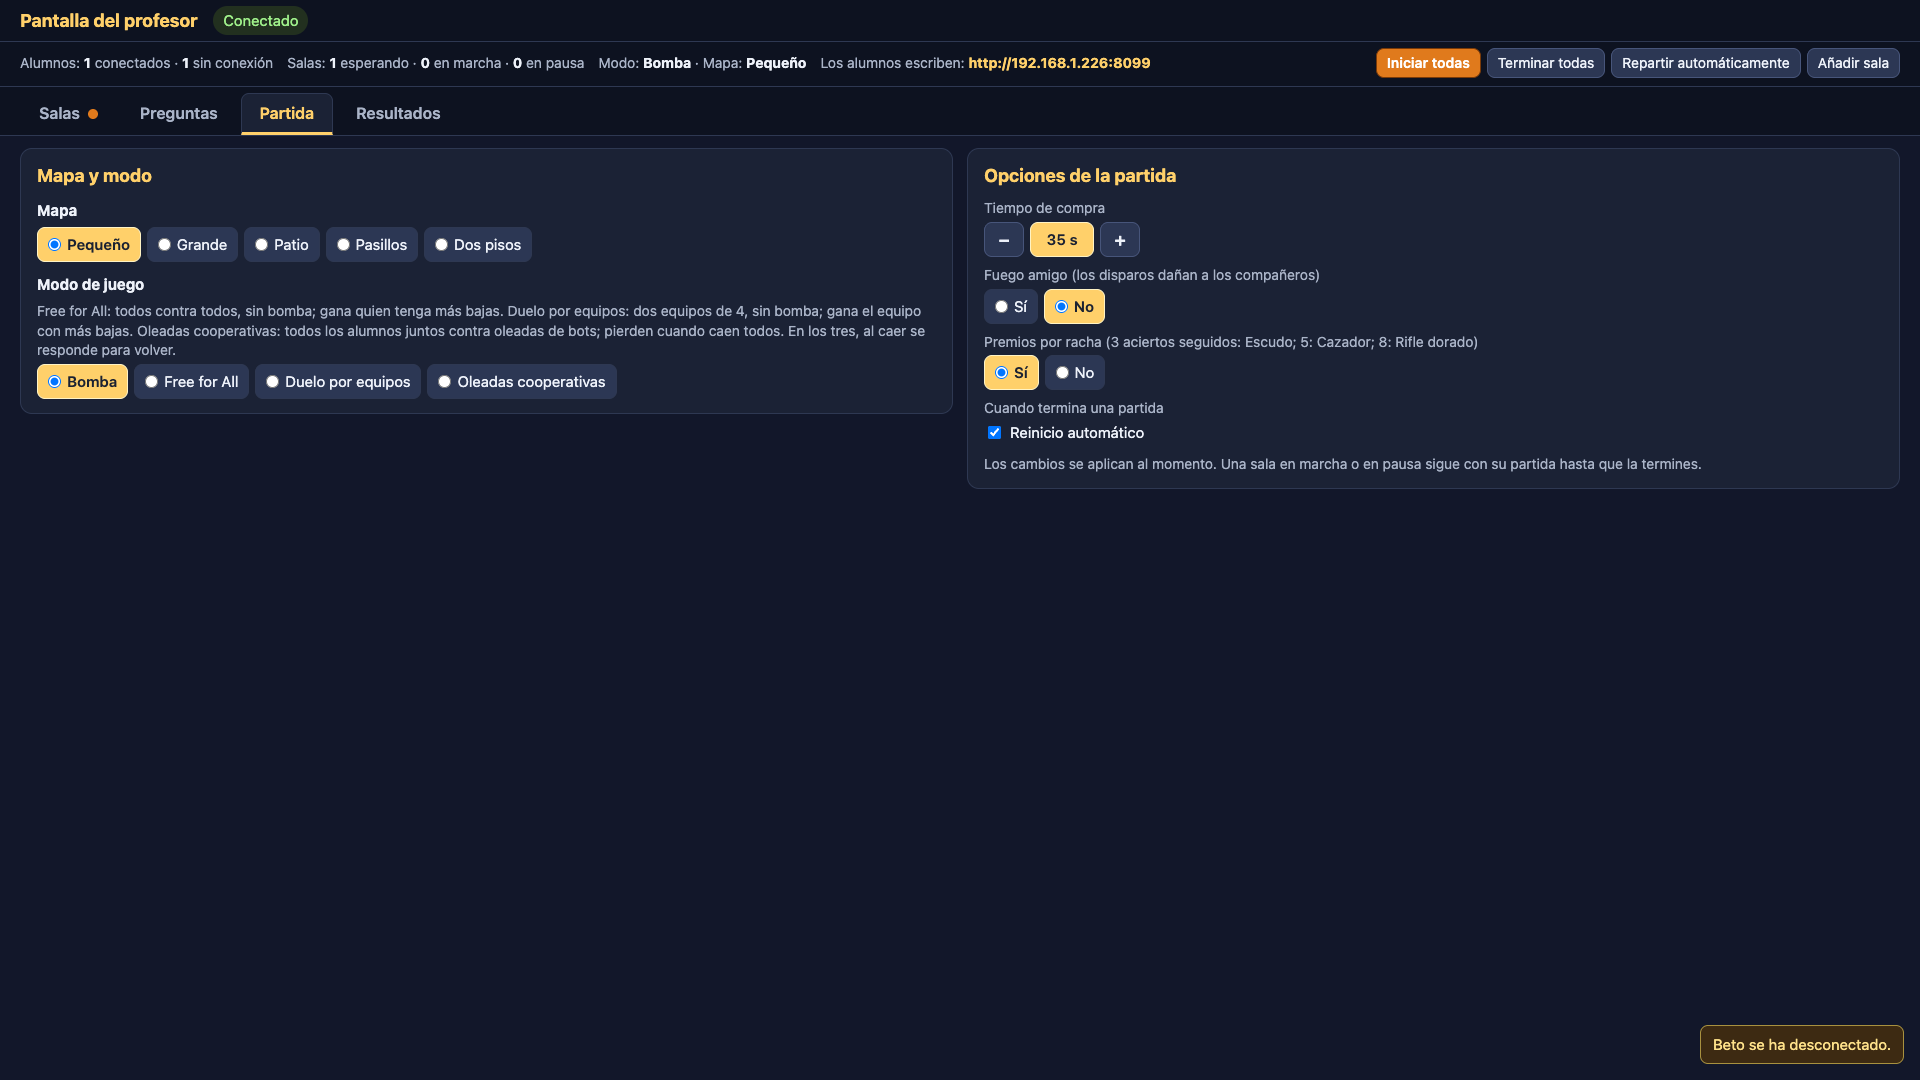 Pantalla del profesor Conectado
Alumnos: 1 conectados · 1 sin conexión Salas: 1 esperando · 0 en marcha · 0 en pausa Modo: Bomba · Mapa: Pequeño Los alumnos escriben: http://192.168.1.226:8099 Iniciar todas Terminar todas Repartir automáticamente Añadir sala
Salas Preguntas Partida Resultados
Mapa y modo
Mapa
Pequeño Grande Patio Pasillos Dos pisos
Modo de juego
Free for All: todos contra todos, sin bomba; gana quien tenga más bajas. Duelo por equipos: dos equipos de 4, sin bomba; gana el equipo
con más bajas. Oleadas cooperativas: todos los alumnos juntos contra oleadas de bots; pierden cuando caen todos. En los tres, al caer se
responde para volver.
Bomba Free for All Duelo por equipos Oleadas cooperativas
Opciones de la partida
Tiempo de compra
− 35 s +
Fuego amigo (los disparos dañan a los compañeros)
Sí No
Premios por racha (3 aciertos seguidos: Escudo; 5: Cazador; 8: Rifle dorado)
Sí No
Cuando termina una partida
Reinicio automático
Los cambios se aplican al momento. Una sala en marcha o en pausa sigue con su partida hasta que la termines.
Beto se ha desconectado.